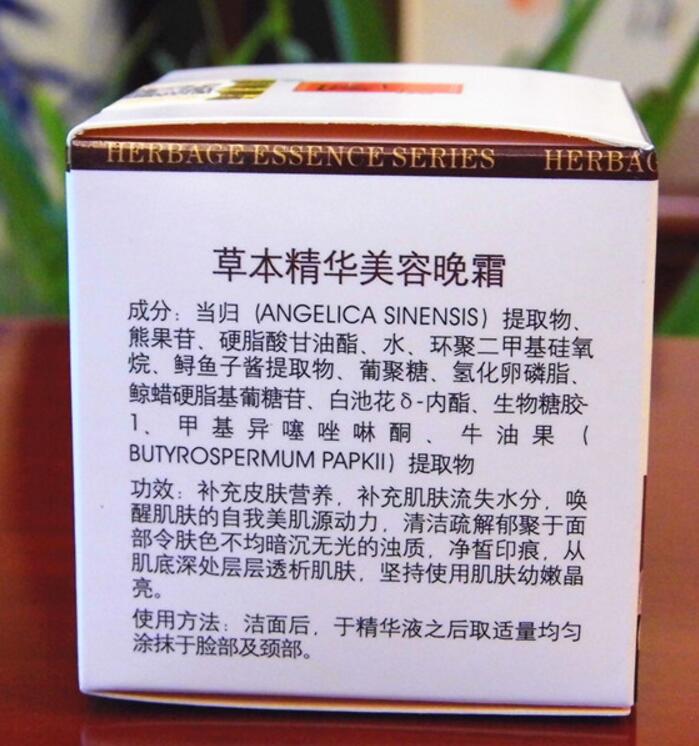 HERBAGE ESSENCE SERIES HERBAG
草本精华美容晚霜
成分：当归（ANGELICA SINENSIS）提取物、
熊果苷、硬脂酸甘油酯、水、环聚二甲基硅氧
烷、鲟鱼子酱提取物、葡聚糖、氢化卵磷脂、
鲸蜡硬脂基葡糖苷、白池花δ-内酯、生物糖胶-
1、甲基异噻唑啉酮、牛油果（
BUTYROSPERMUM PAPKII）提取物
功效：补充皮肤营养，补充肌肤流失水分，唤
醒肌肤的自我美肌源动力，清洁疏解郁聚于面
部令肤色不均暗沉无光的浊质，净皙印痕，从
肌底深处层层透析肌肤，坚持使用肌肤幼嫩晶
亮。
使用方法：洁面后，于精华液之后取适量均匀
涂抹于脸部及颈部。